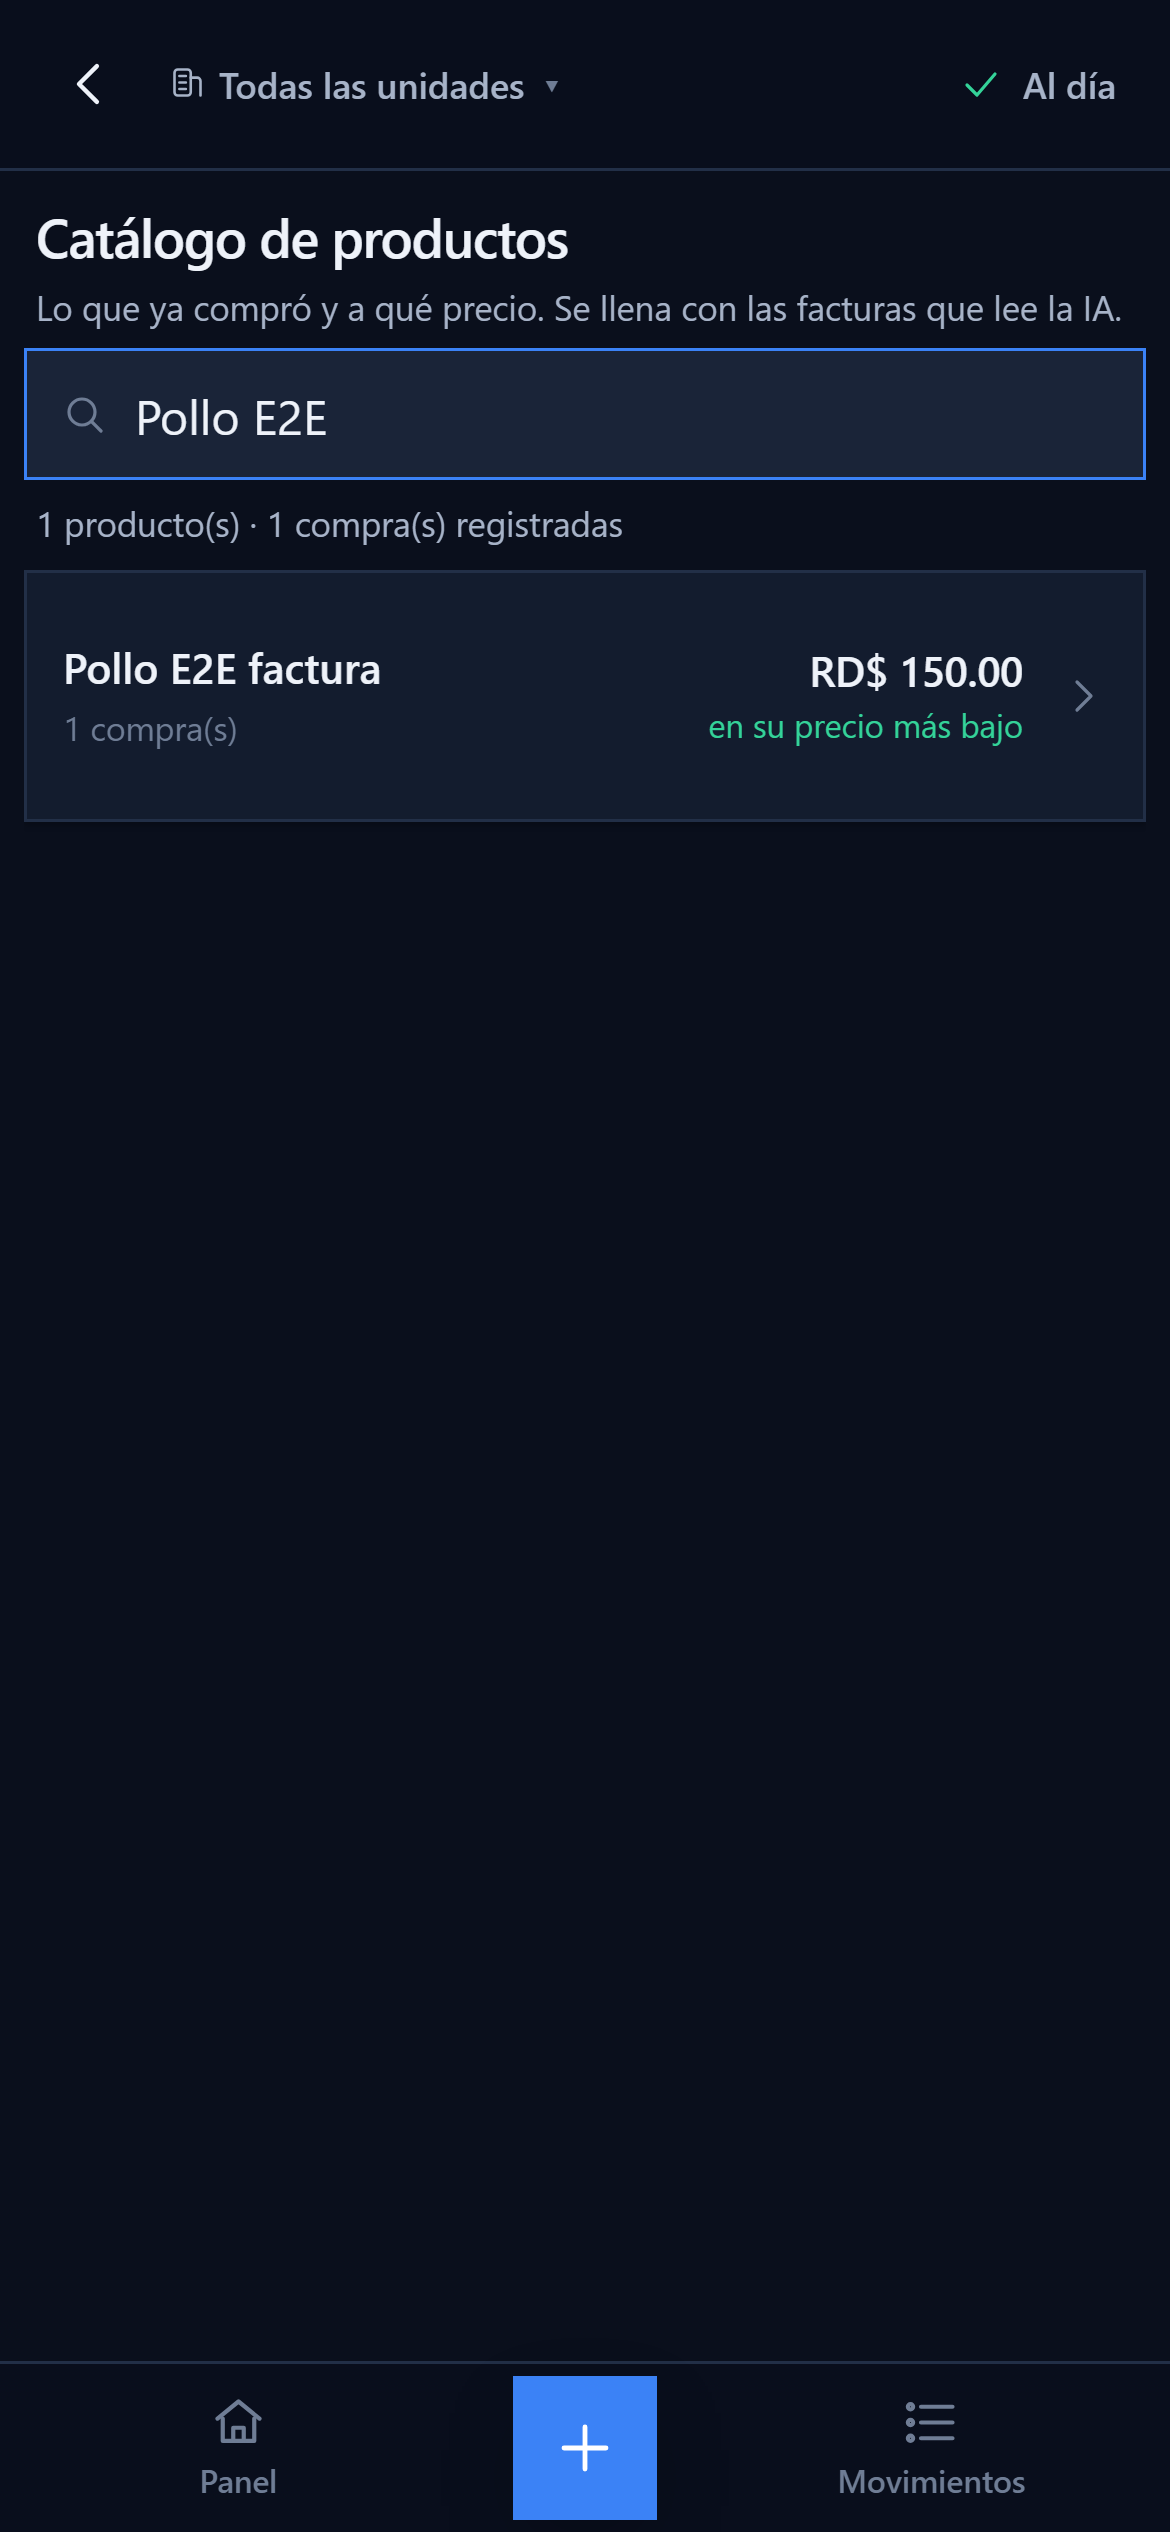 Todas las unidades ▼
Al día
Catálogo de productos
Lo que ya compró y a qué precio. Se llena con las facturas que lee la IA.
Pollo E2E
1 producto(s) · 1 compra(s) registradas
Pollo E2E factura
RD$ 150.00
1 compra(s)
en su precio más bajo
Panel
Movimientos